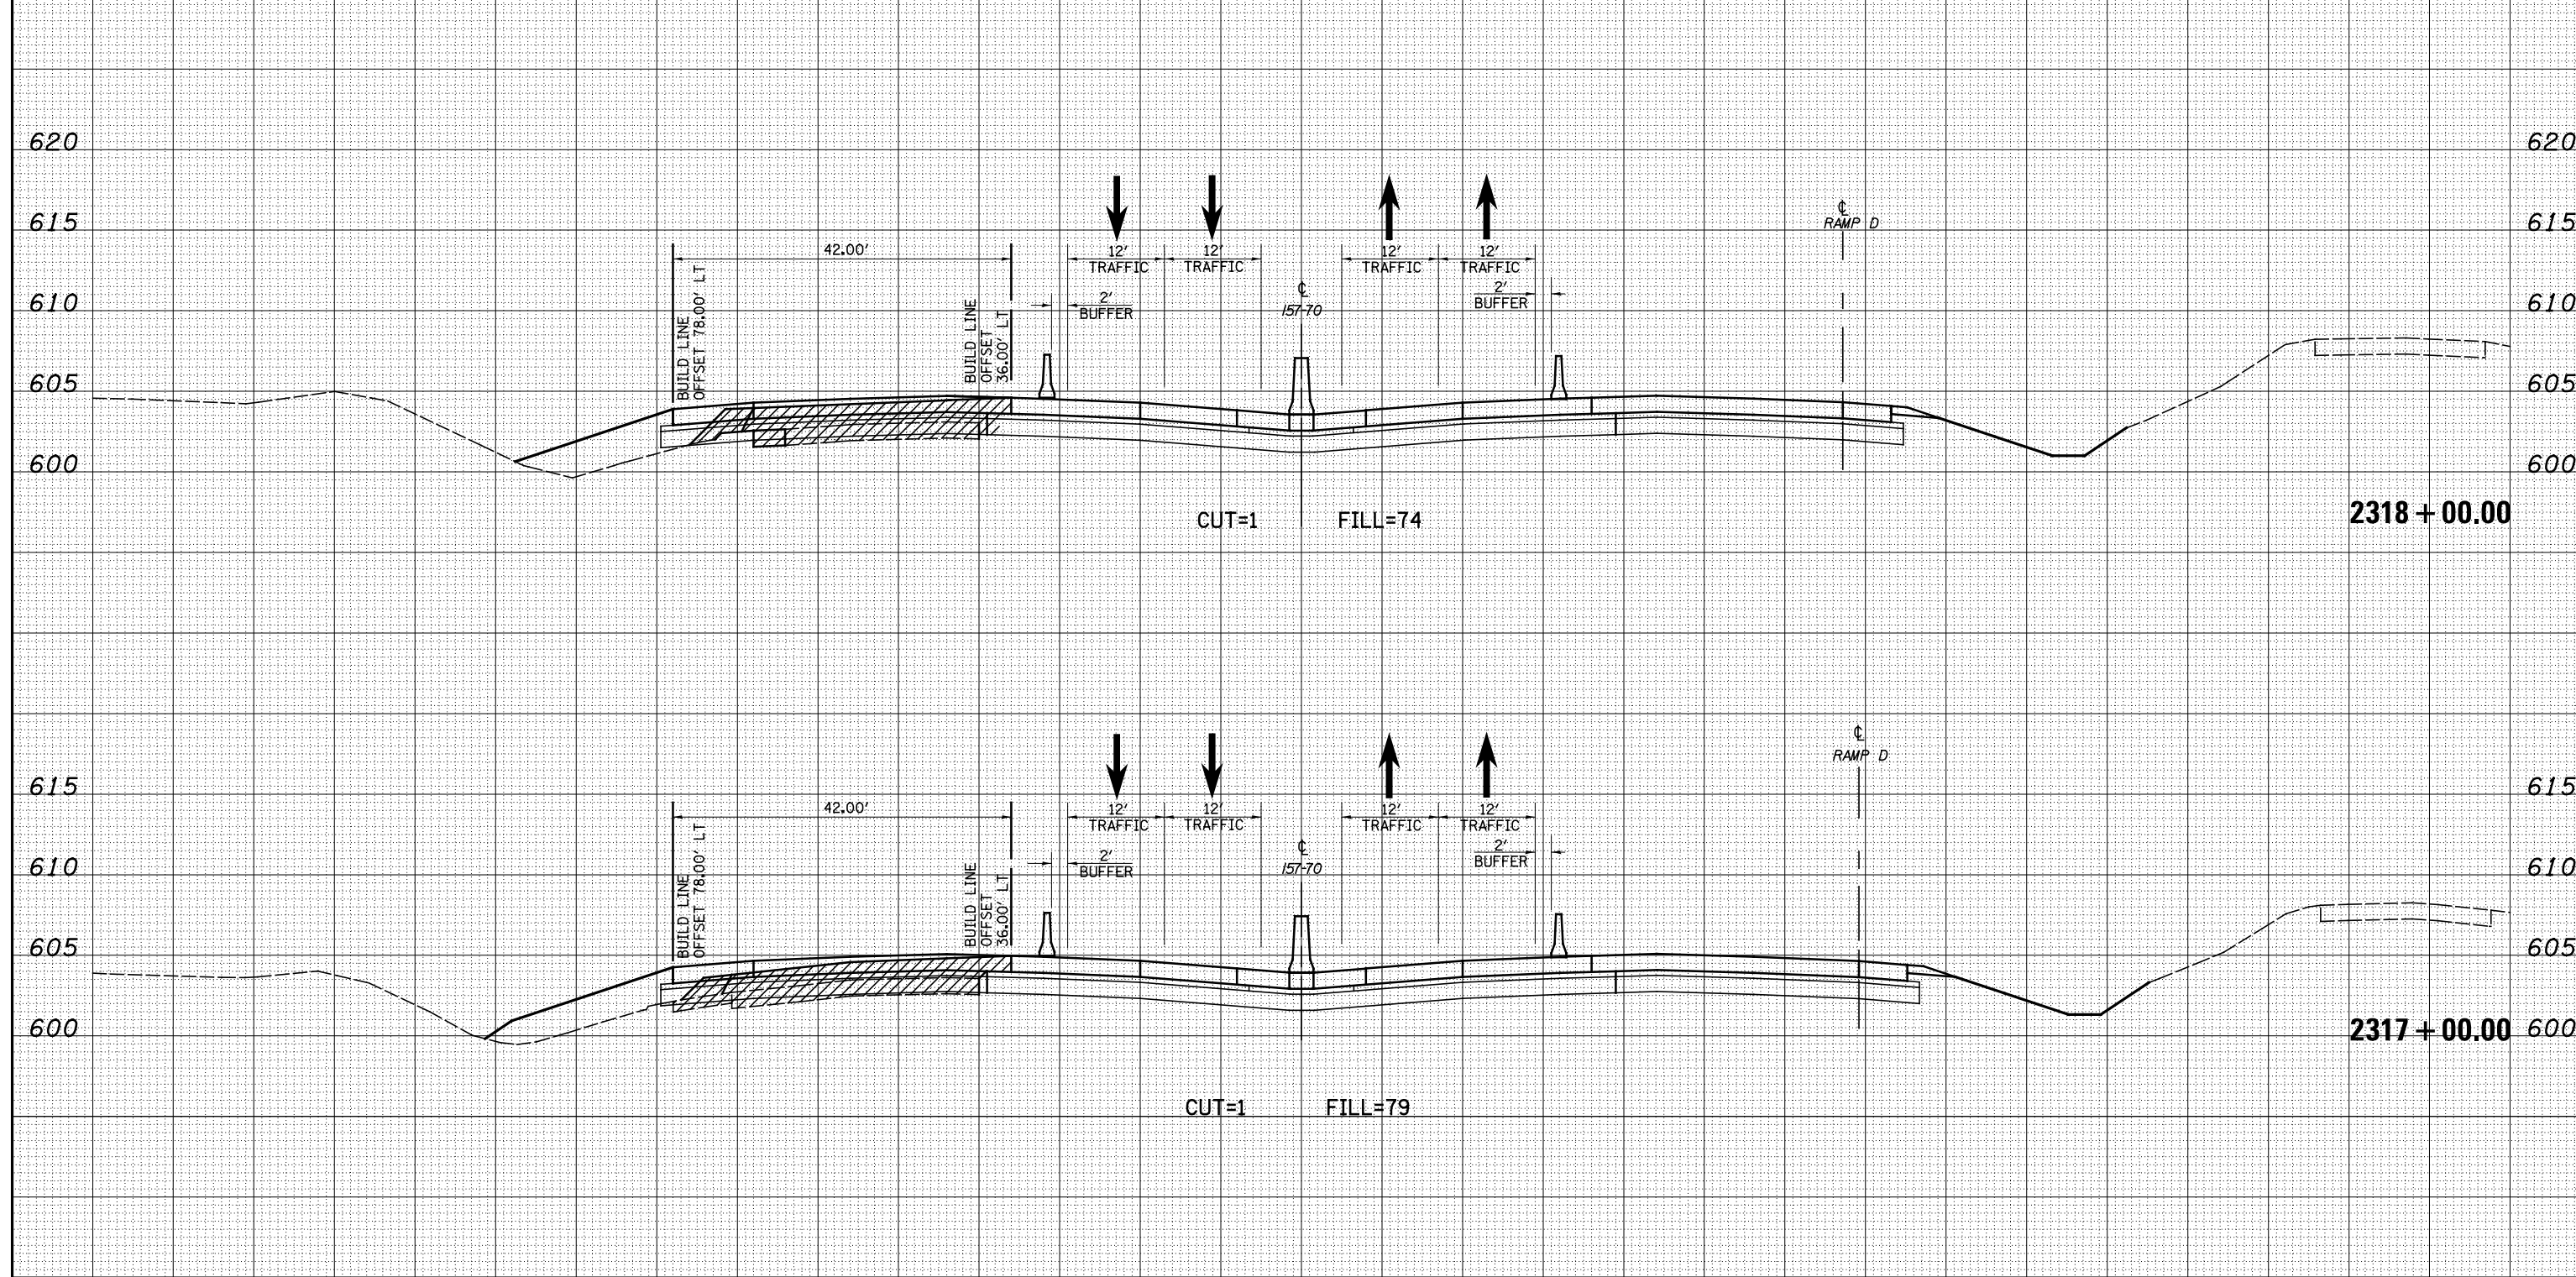 620 620
615 ℄ RAMP D 615
42.00'
12' TRAFFIC
12' TRAFFIC
12' TRAFFIC
12' TRAFFIC
BUILD LINE
OFFSET 78.00' LT
BUILD LINE
OFFSET
36.00' LT
2'
BUFFER
℄
157-70
2'
BUFFER
610 610
605 605
600 600
CUT=1 FILL=74
2318+00.00
℄
RAMP D
615 615
42.00'
12' TRAFFIC
12' TRAFFIC
12' TRAFFIC
12' TRAFFIC
BUILD LINE
OFFSET 78.00' LT
BUILD LINE
OFFSET
36.00' LT
2'
BUFFER
℄
157-70
2'
BUFFER
610 610
605 605
600 2317+00.00 600
CUT=1 FILL=79